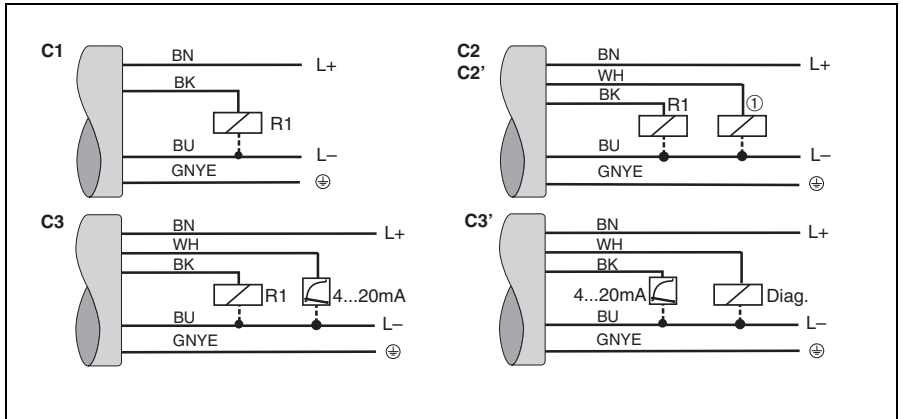 C1
BN
L+
BK
R1
BU
L–
GNYE
C2
C2'
BN
L+
WH
BK
R1
①
BU
L–
GNYE
C3
BN
L+
WH
BK
R1
4...20mA
BU
L–
GNYE
C3'
BN
L+
WH
BK
4...20mA
Diag.
BU
L–
GNYE